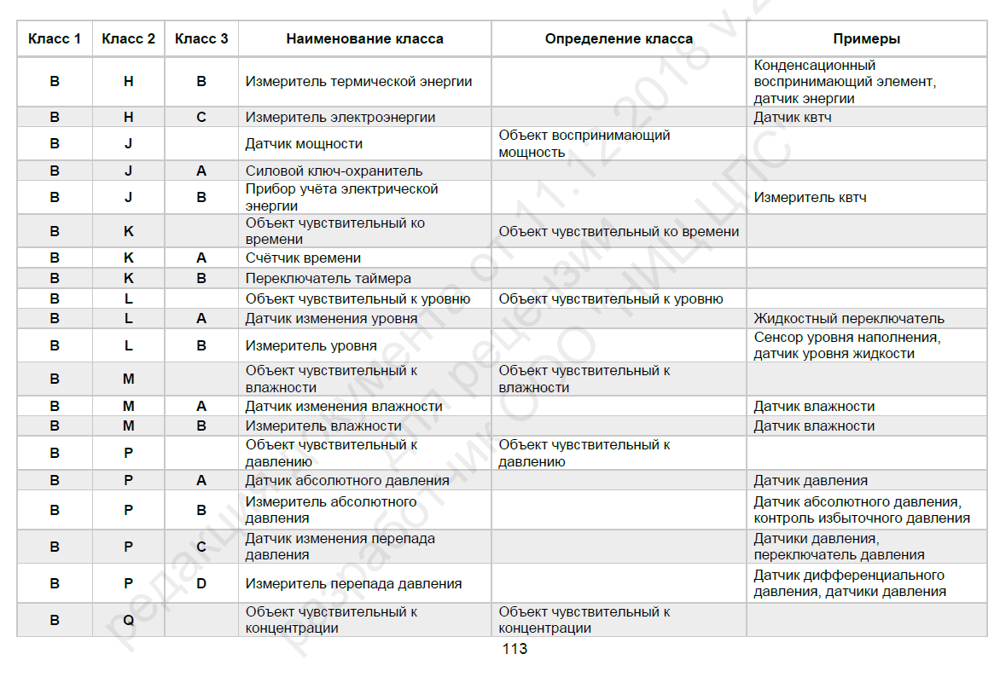 Класс 1 Класс 2 Класс 3 Наименование класса Определение класса Примеры
B H B Измеритель термической энергии Конденсационный
воспринимающий элемент,
датчик энергии
B H C Измеритель электроэнергии Датчик квтч
B J Датчик мощности Объект воспринимающий
мощность
B J A Силовой ключ-охранитель
B J B Прибор учёта электрической
энергии Измеритель квтч
B K Объект чувствительный ко
времени Объект чувствительный ко времени
B K A Счётчик времени
B K B Переключатель таймера
B L Объект чувствительный к уровню Объект чувствительный к уровню
B L A Датчик изменения уровня Жидкостный переключатель
B L B Измеритель уровня Сенсор уровня наполнения,
датчик уровня жидкости
B M Объект чувствительный к
влажности Объект чувствительный к
влажности
B M A Датчик изменения влажности Датчик влажности
B M B Измеритель влажности Датчик влажности
B P Объект чувствительный к
давлению Объект чувствительный к
давлению
B P A Датчик абсолютного давления Датчик давления
B P B Измеритель абсолютного
давления Датчик абсолютного давления,
контроль избыточного давления
B P C Датчик изменения перепада
давления Датчики давления,
переключатель давления
B P D Измеритель перепада давления Датчик дифференциального
давления, датчики давления
B Q Объект чувствительный к
концентрации Объект чувствительный к
концентрации
113
редакция документа от 11.12.2018 v.2
для рецензии
разработчик ООО "НИЦ ЦПС"